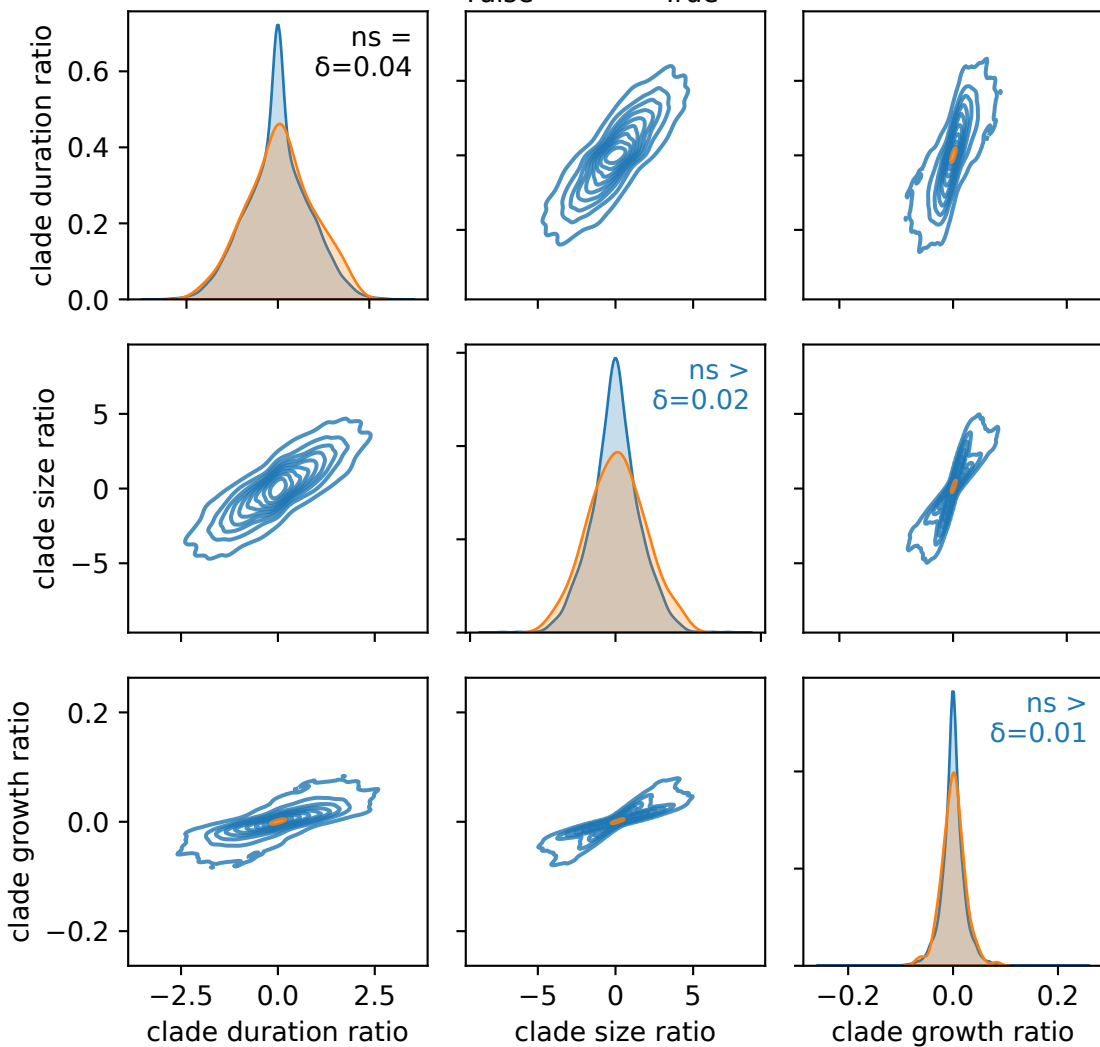 clade duration ratio
0.6
0.4
0.2
0.0
ns =
δ=0.04
clade size ratio
5
0
−5
ns >
δ=0.02
clade growth ratio
0.2
0.0
−0.2
ns >
δ=0.01
−2.5 0.0 2.5
−5 0 5
−0.2 0.0 0.2
clade duration ratio
clade size ratio
clade growth ratio